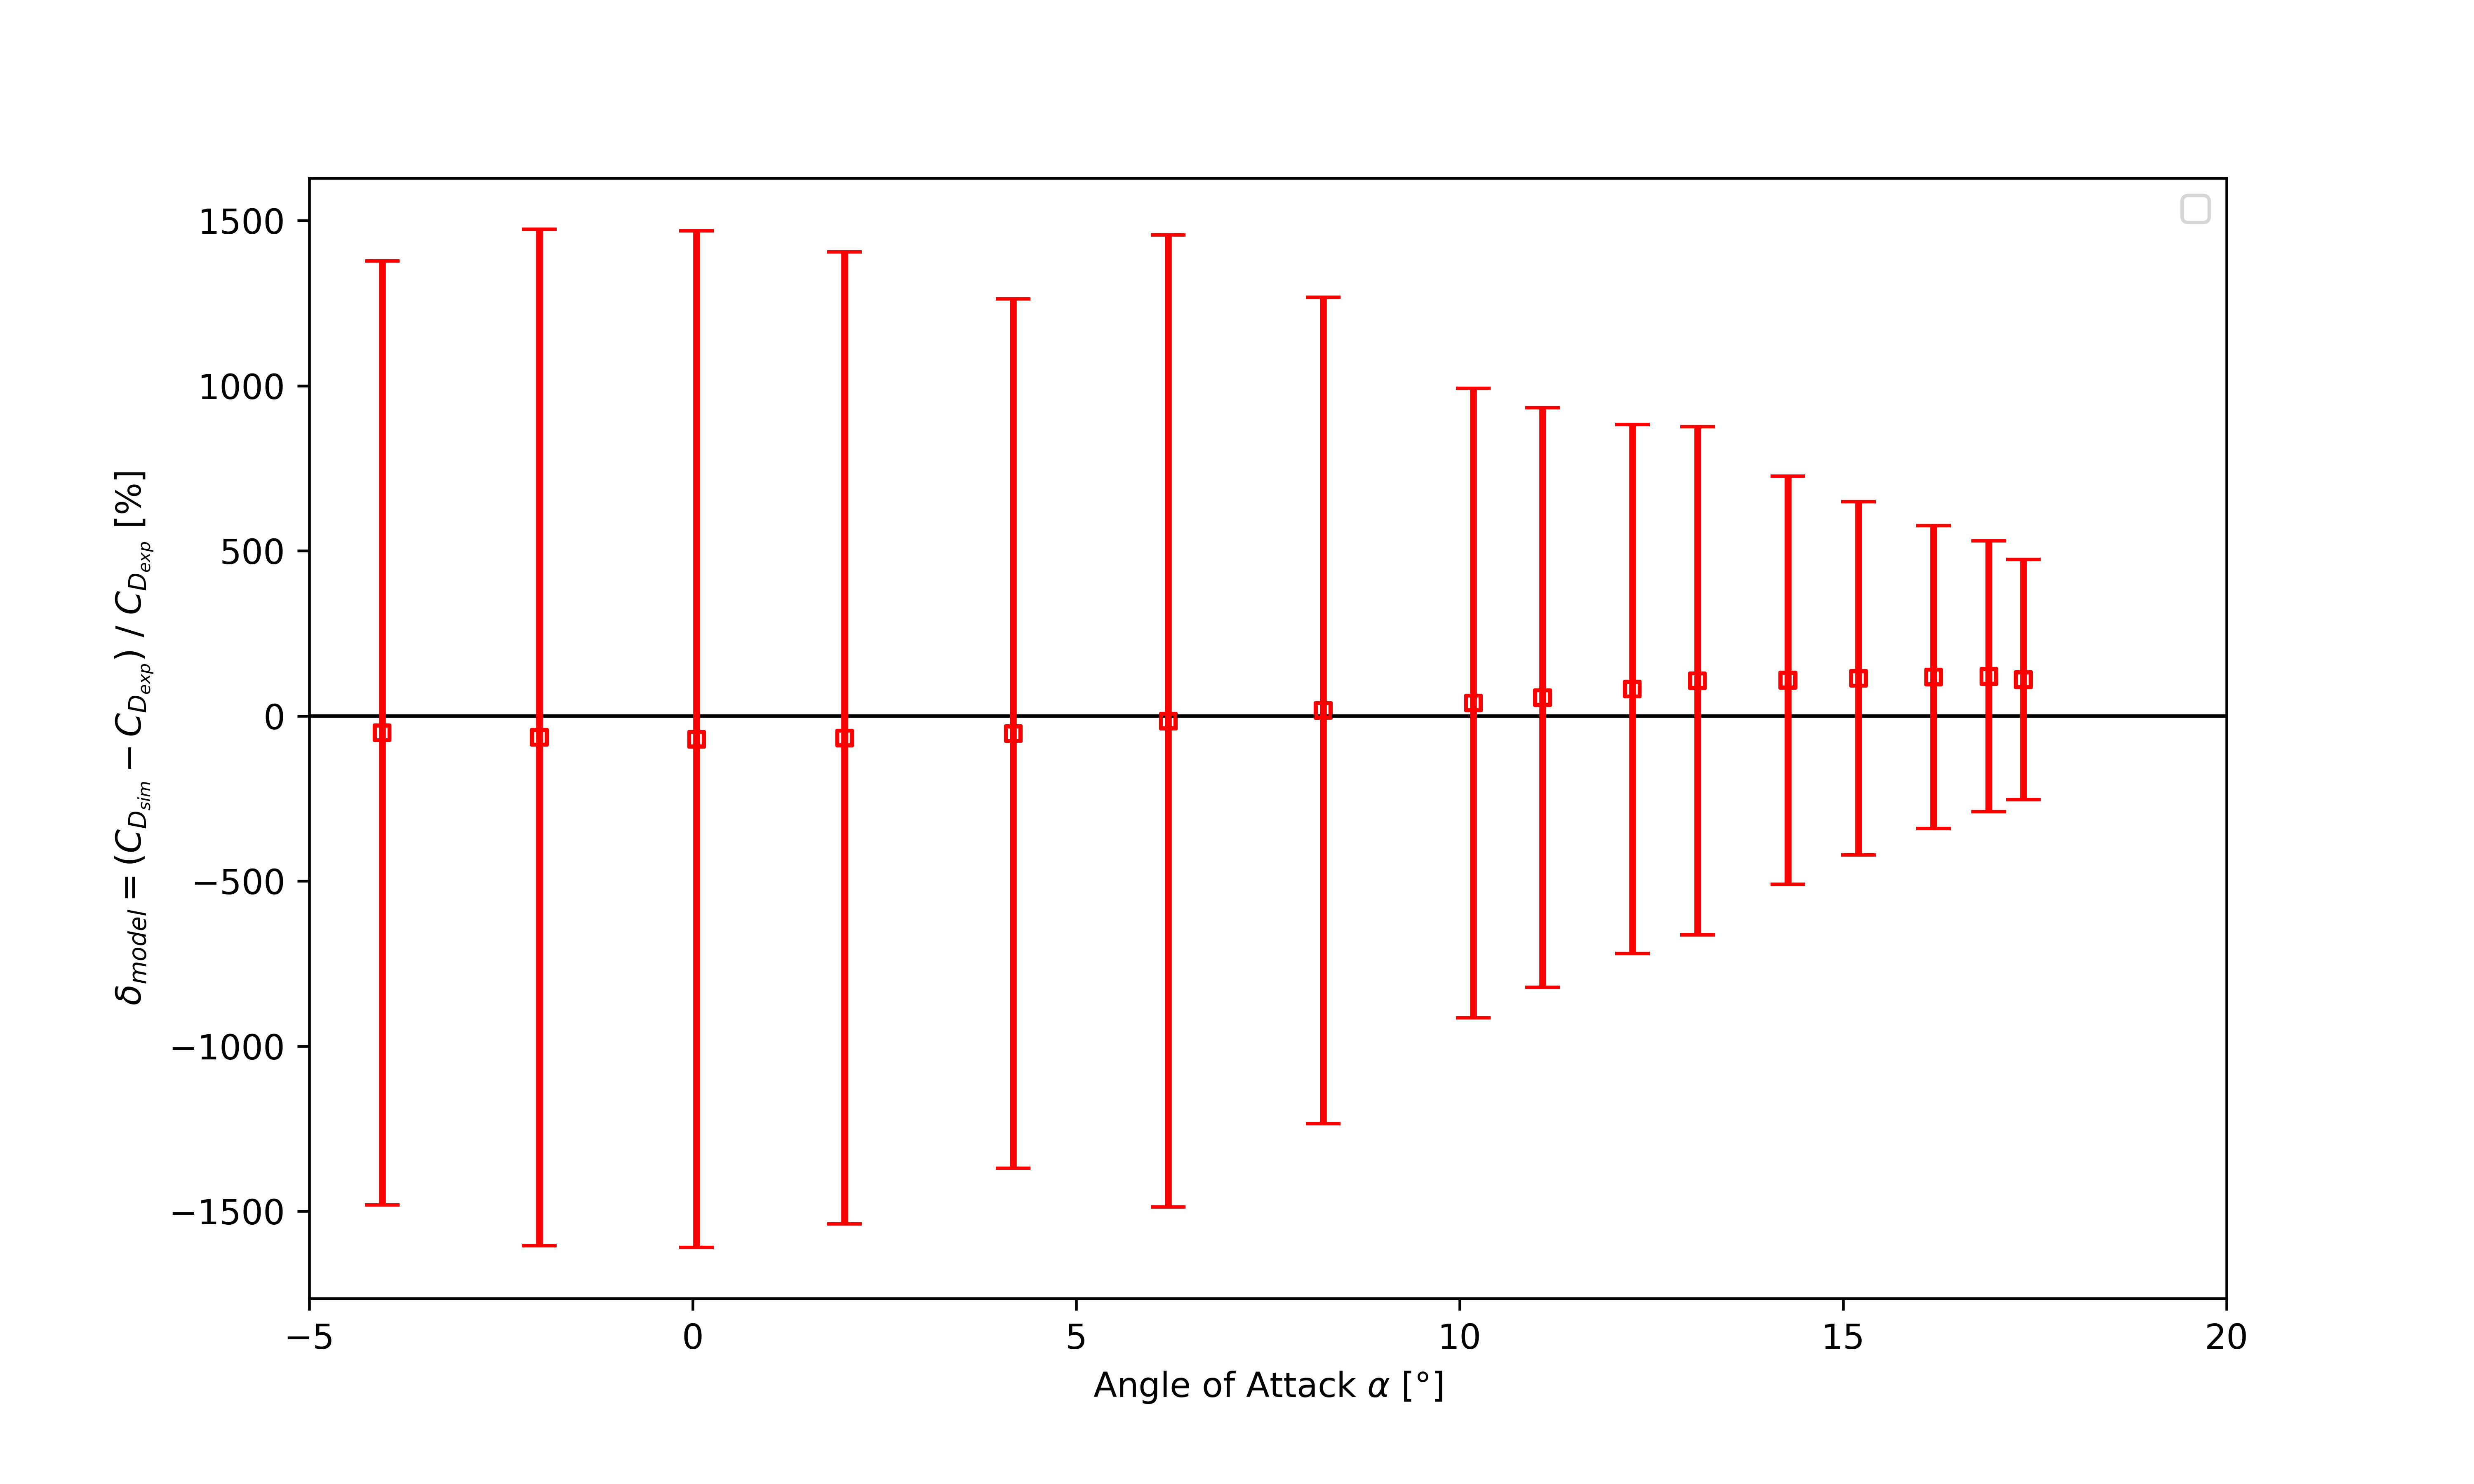 1500
1000
500
0
−500
−1000
−1500
δ_model = (C_D_sim − C_D_exp) / C_D_exp [%]
−5 0 5 10 15 20
Angle of Attack α [°]